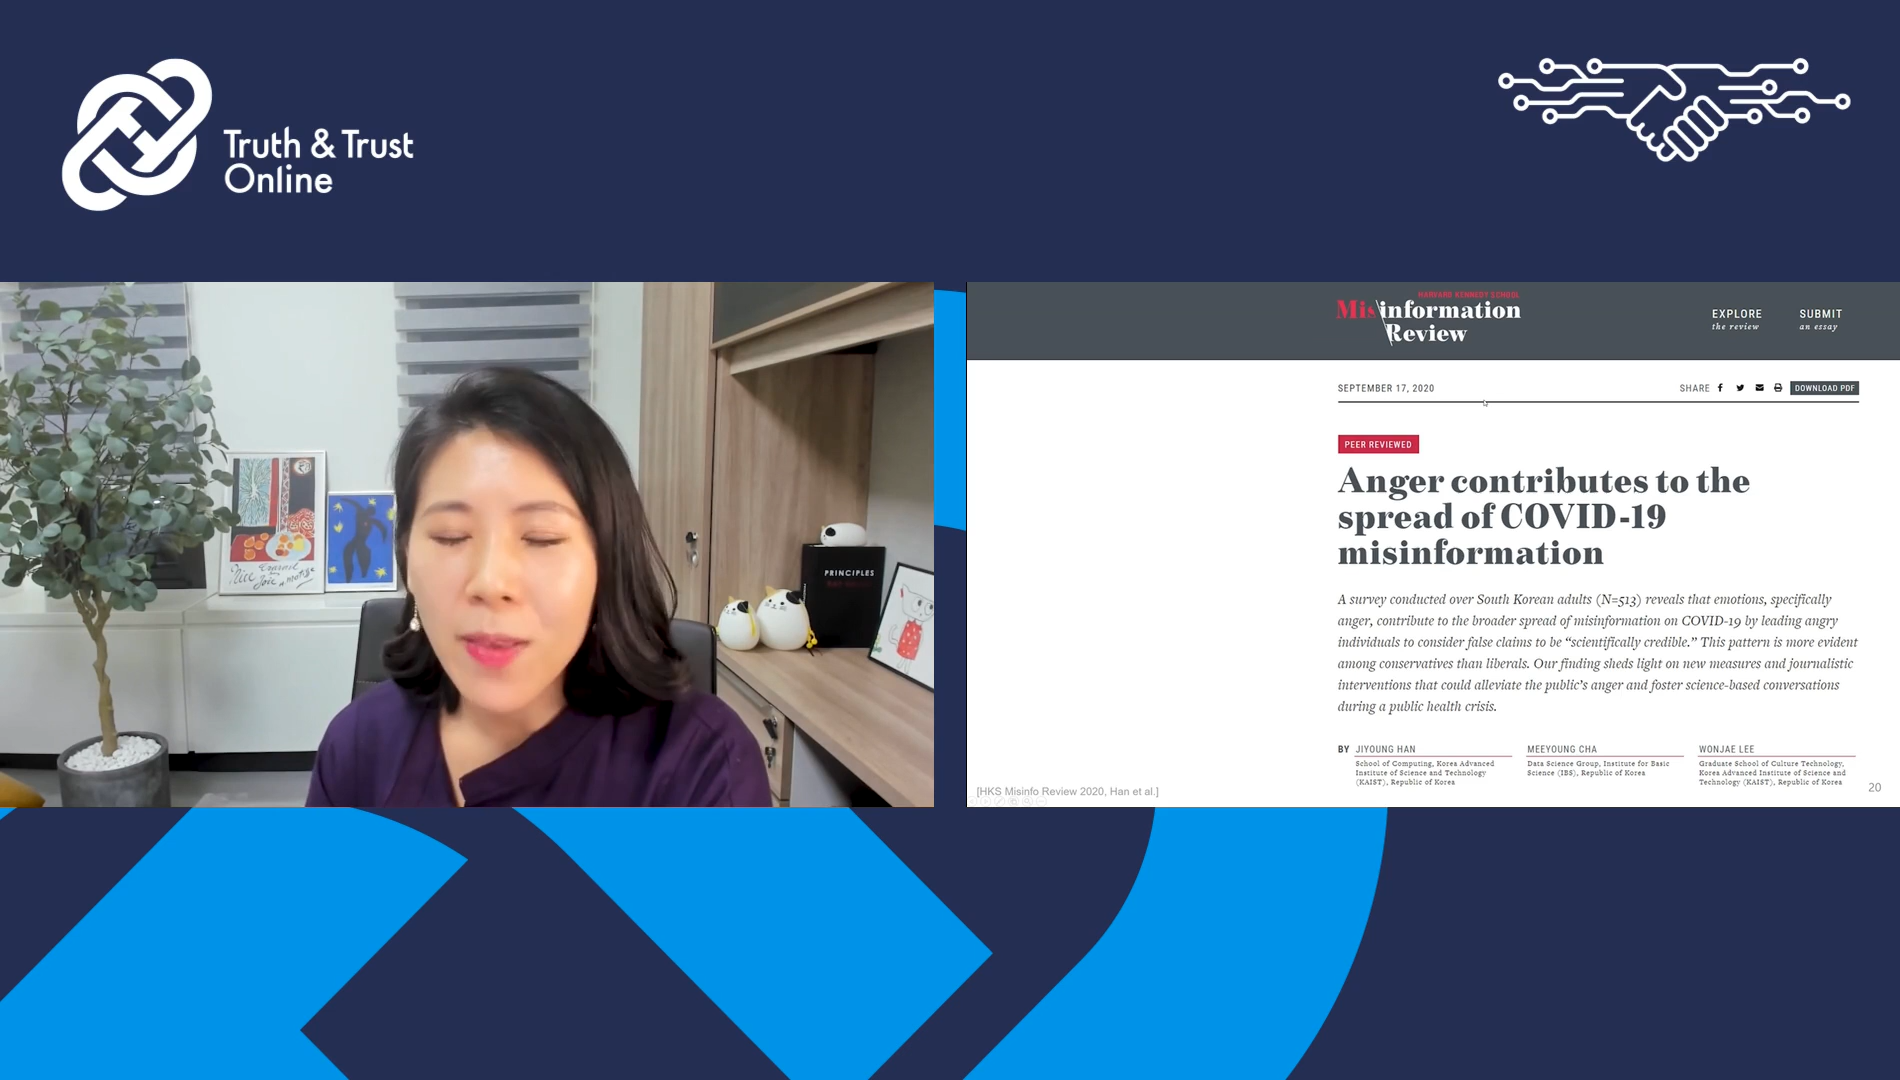 Truth & Trust
Online
Nice
PRINCIPLES
HARVARD KENNEDY SCHOOL
Misinformation
Review
EXPLORE
the review
SUBMIT
an essay
SEPTEMBER 17, 2020
SHARE
DOWNLOAD PDF
PEER REVIEWED
Anger contributes to the
spread of COVID-19
misinformation
A survey conducted over South Korean adults (N=513) reveals that emotions, specifically
anger, contribute to the broader spread of misinformation on COVID-19 by leading angry
individuals to consider false claims to be “scientifically credible.” This pattern is more evident
among conservatives than liberals. Our finding sheds light on new measures and journalistic
interventions that could alleviate the public’s anger and foster science-based conversations
during a public health crisis.
BY JIYOUNG HAN
School of Computing, Korea Advanced
Institute of Science and Technology
(KAIST), Republic of Korea
MEEYOUNG CHA
Data Science Group, Institute for Basic
Science (IBS), Republic of Korea
WONJAE LEE
Graduate School of Culture Technology,
Korea Advanced Institute of Science and
Technology (KAIST), Republic of Korea
[HKS Misinfo Review 2020, Han et al.]
20